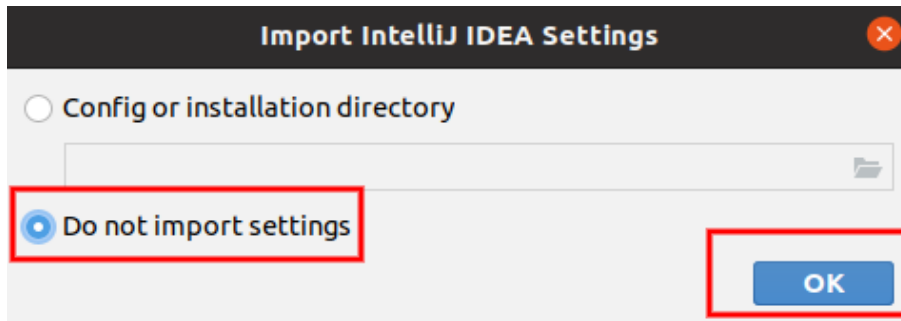 Import IntelliJ IDEA Settings
Config or installation directory
Do not import settings
OK